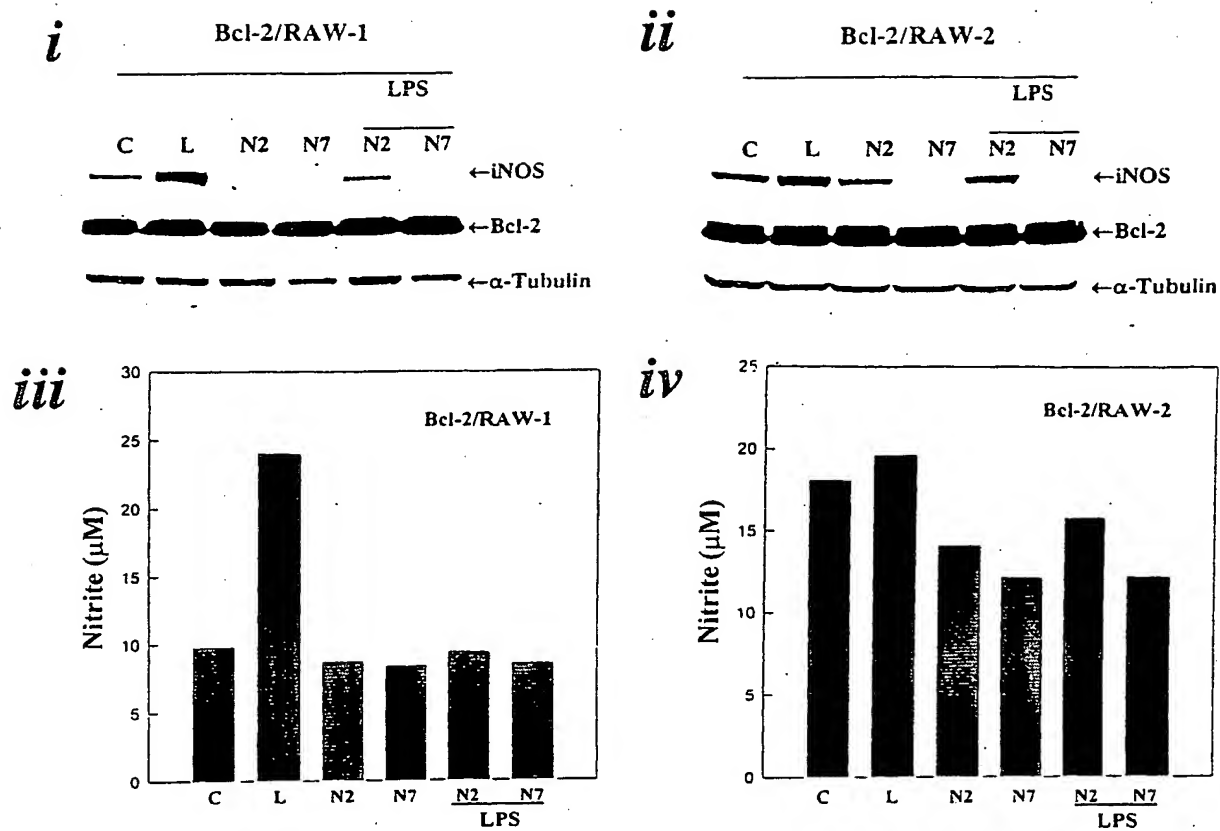 i
Bcl-2/RAW-1
LPS
C L N2 N7 N2 N7
←iNOS
←Bcl-2
←α-Tubulin
ii
Bcl-2/RAW-2
LPS
C L N2 N7 N2 N7
←iNOS
←Bcl-2
←α-Tubulin
iii
Bcl-2/RAW-1
Nitrite (μM)
30
25
20
15
10
5
0
C L N2 N7 N2 N7
LPS
iv
Bcl-2/RAW-2
Nitrite (μM)
25
20
15
10
5
0
C L N2 N7 N2 N7
LPS